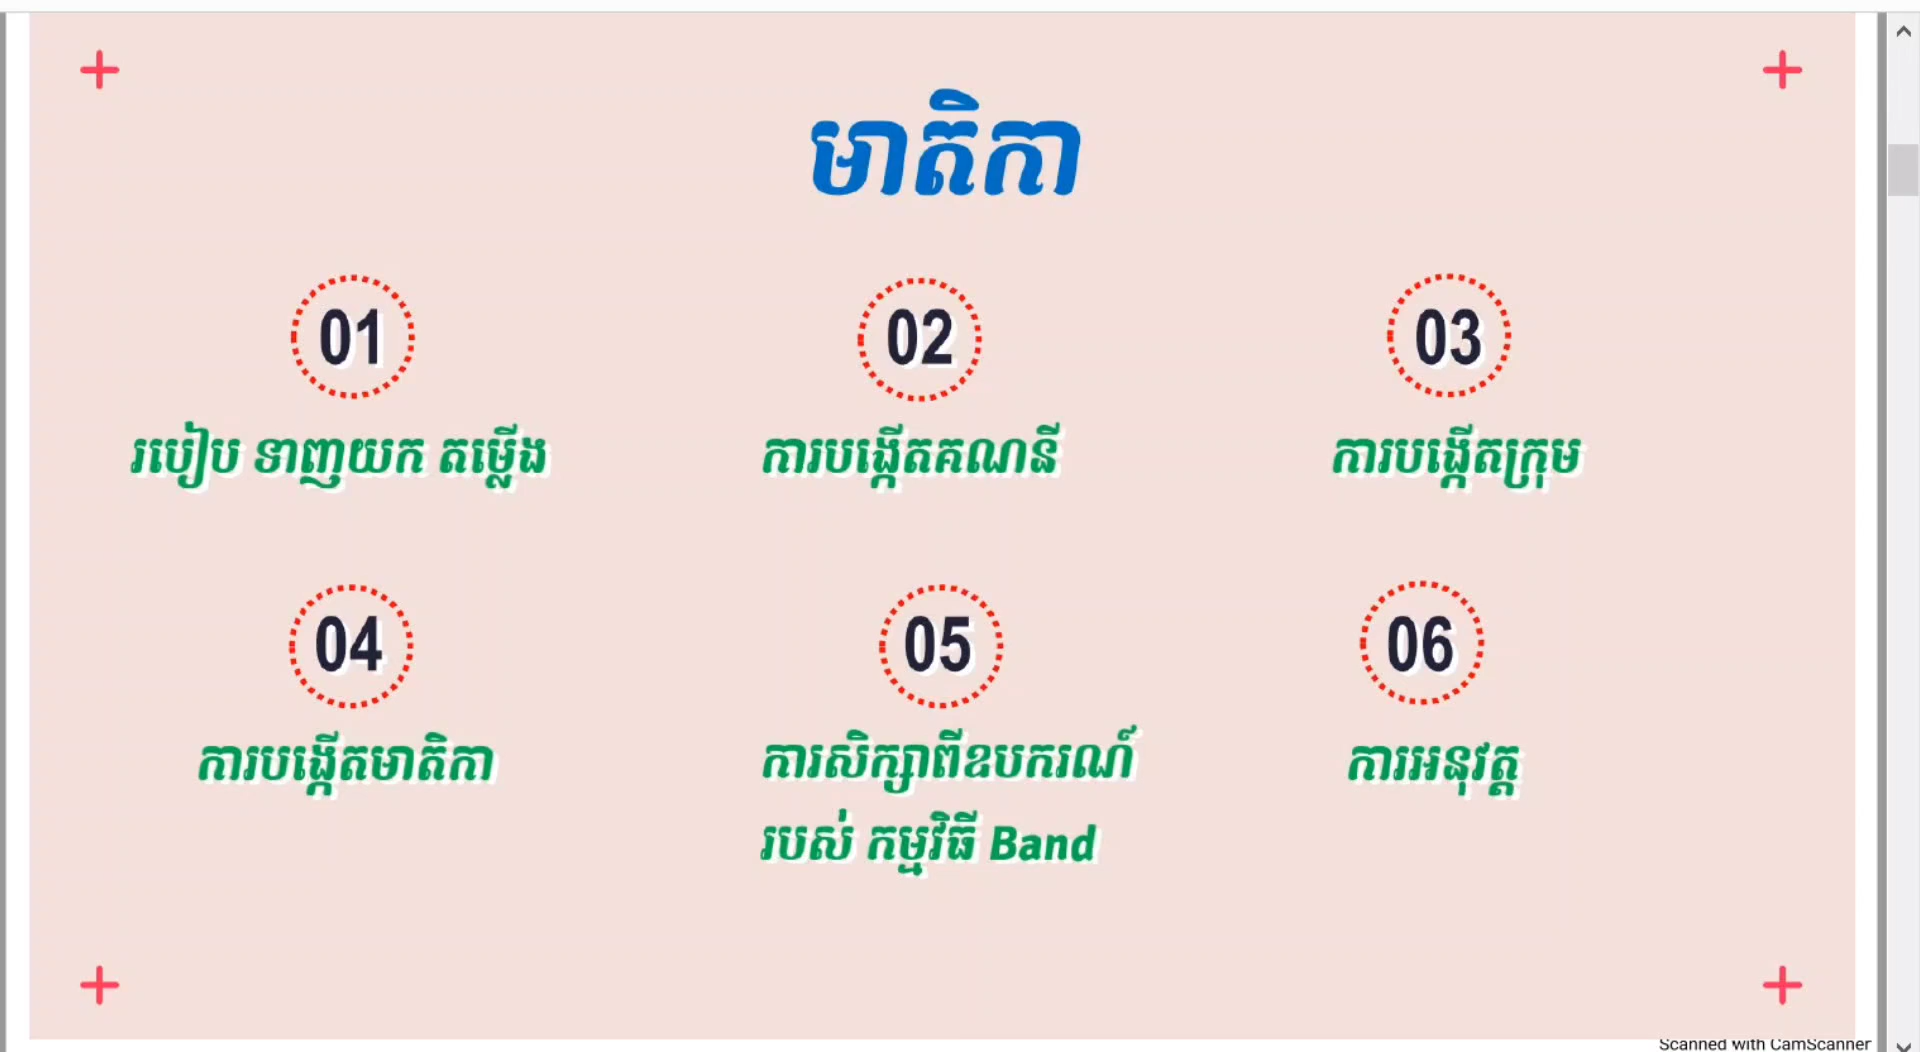 មាតិកា
01
02
03
របៀប ទាញយក តម្លើង
ការបង្កើតគណនី
ការបង្កើតក្រុម
04
05
06
ការបង្កើតមាតិកា
ការសិក្សាពីឧបករណ៍
របស់ កម្មវិធី Band
ការអនុវត្ត
Scanned with CamScanner